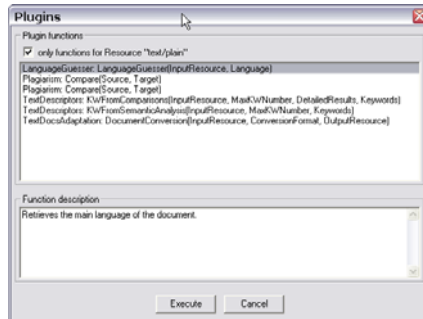 Plugins
Plugin functions
only functions for Resource "text/plain"
LanguageGuesser: LanguageGuesser(InputResource, Language)
Plagiarism: Compare(Source, Target)
Plagiarism: Compare(Source, Target)
TextDescriptors: KWFromComparisons(InputResource, MaxKWNumber, DetailedResults, Keywords)
TextDescriptors: KWFromSemanticAnalysis(InputResource, MaxKWNumber, Keywords)
TextDocsAdaptation: DocumentConversion(InputResource, ConversionFormat, OutputResource)
Function description
Retrieves the main language of the document.
Execute Cancel